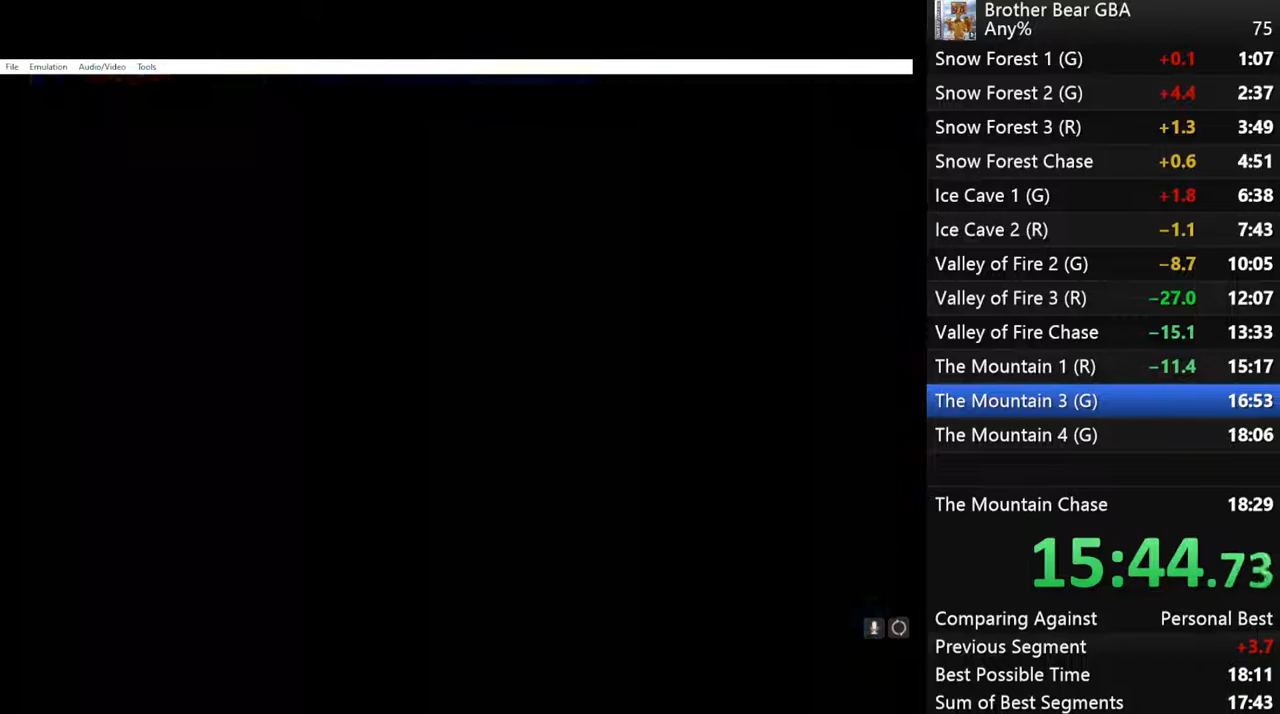 Brother Bear GBA
Any% 75
File Emulation Audio/Video Tools
Snow Forest 1 (G) +0.1 1:07
Snow Forest 2 (G) +4.4 2:37
Snow Forest 3 (R) +1.3 3:49
Snow Forest Chase +0.6 4:51
Ice Cave 1 (G) +1.8 6:38
Ice Cave 2 (R) −1.1 7:43
Valley of Fire 2 (G) −8.7 10:05
Valley of Fire 3 (R) −27.0 12:07
Valley of Fire Chase −15.1 13:33
The Mountain 1 (R) −11.4 15:17
The Mountain 3 (G) 16:53
The Mountain 4 (G) 18:06
The Mountain Chase 18:29
15:44.73
Comparing Against Personal Best
Previous Segment +3.7
Best Possible Time 18:11
Sum of Best Segments 17:43